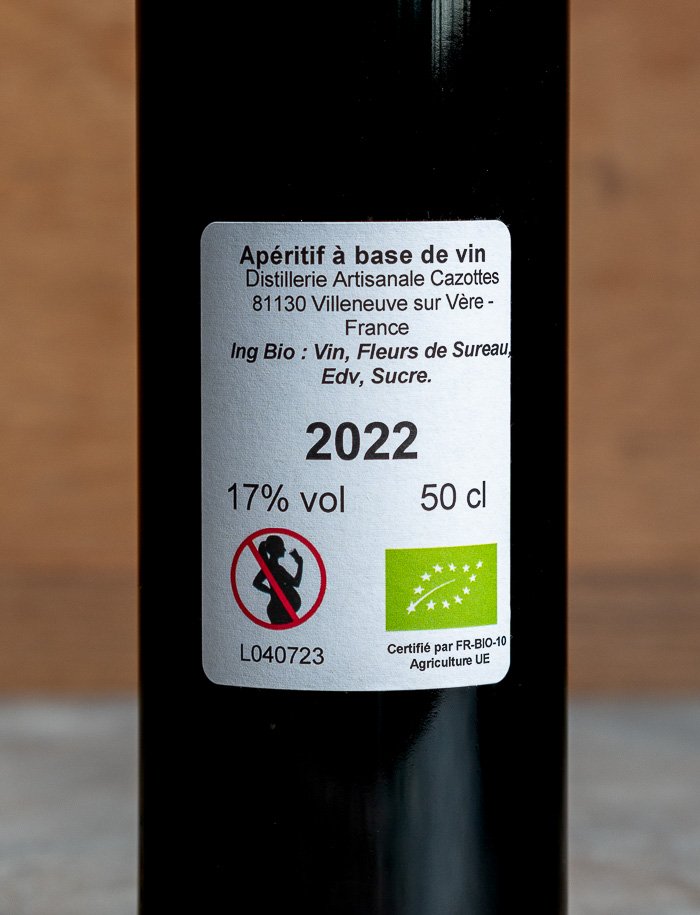 Apéritif à base de vin
Distillerie Artisanale Cazottes
81130 Villeneuve sur Vère -
France
Ing Bio : Vin, Fleurs de Sureau,
Edv, Sucre.
2022
17% vol 50 cl
L040723
Certifié par FR-BIO-10
Agriculture UE